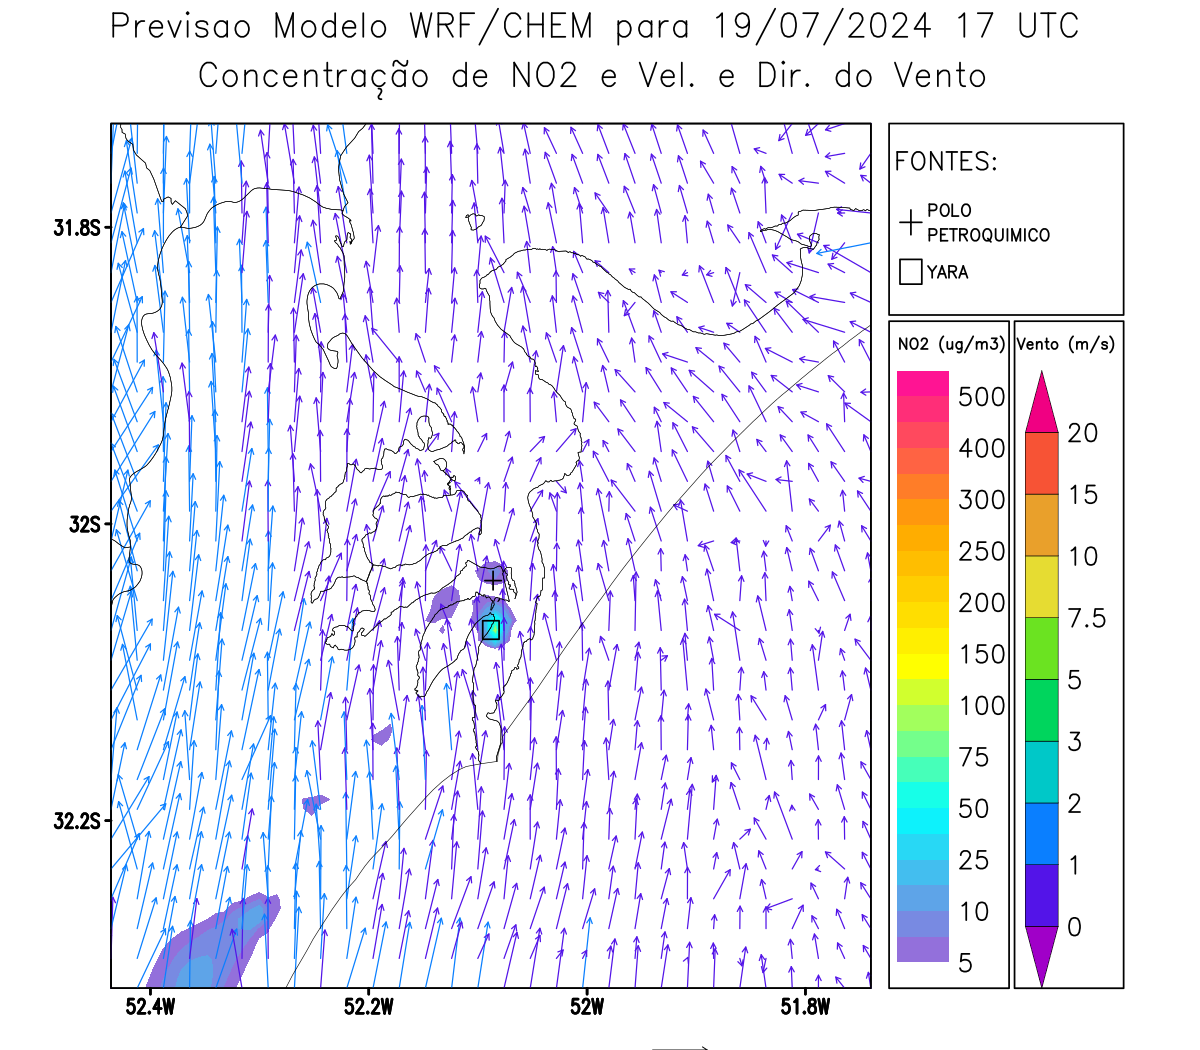 Previsao Modelo WRF/CHEM para 19/07/2024 17 UTC
Concentração de NO2 e Vel. e Dir. do Vento
FONTES:
POLO
PETROQUIMICO
YARA
31.8S
32S
32.2S
52.4W
52.2W
52W
51.8W
NO2 (ug/m3)
500
400
300
250
200
150
100
75
50
25
10
5
Vento (m/s)
20
15
10
7.5
5
3
2
1
0